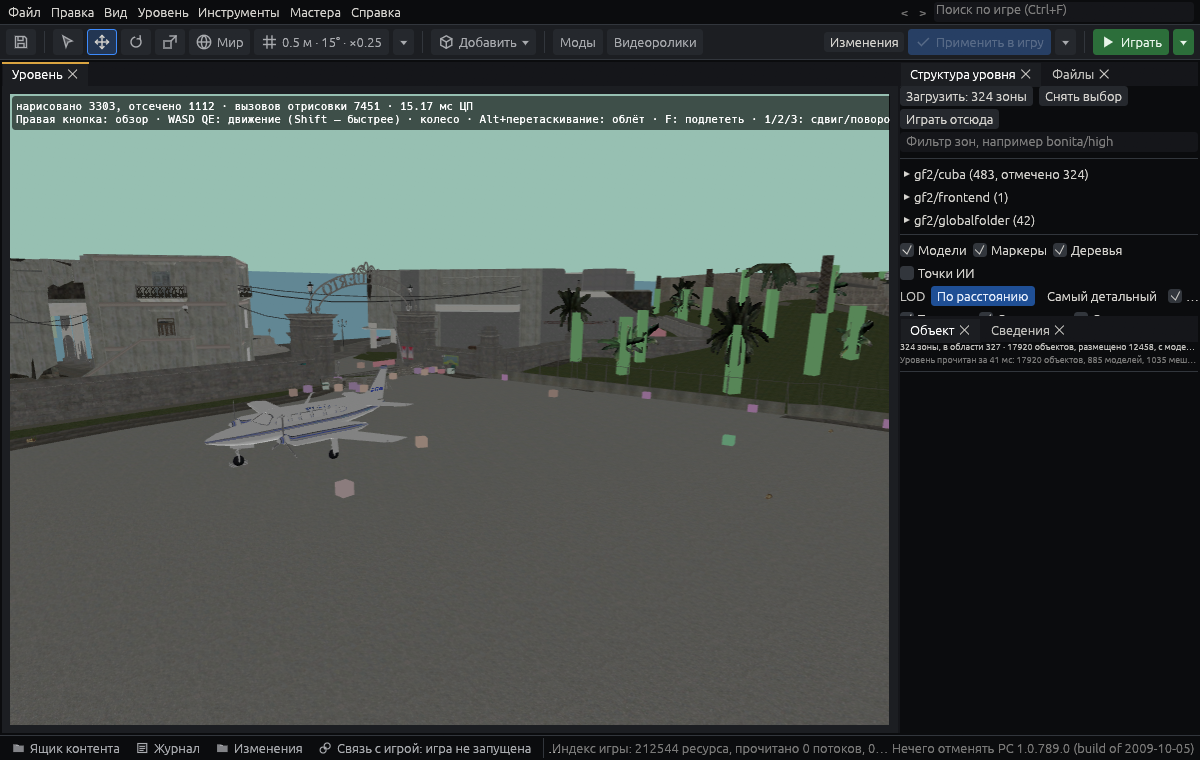 Файл Правка Вид Уровень Инструменты Мастера Справка < > Поиск по игре (Ctrl+F)
Мир 0.5 м · 15° · ×0.25 Добавить Моды Видеоролики Изменения Применить в игру Играть
Уровень
нарисовано 3303, отсечено 1112 · вызовов отрисовки 7451 · 15.17 мс ЦП
Правая кнопка: обзор · WASD QE: движение (Shift — быстрее) · колесо · Alt+перетаскивание: облёт · F: подлететь · 1/2/3: сдвиг/поворо
Структура уровня Файлы
Загрузить: 324 зоны Снять выбор
Играть отсюда
Фильтр зон, например bonita/high
gf2/cuba (483, отмечено 324)
gf2/frontend (1)
gf2/globalfolder (42)
Модели Маркеры Деревья
Точки ИИ
LOD По расстоянию Самый детальный ...
Объект Сведения
324 зоны, в области 327 · 17920 объектов, размещено 12458, с моде...
Уровень прочитан за 41 мс: 17920 объектов, 885 моделей, 1035 меш...
Ящик контента Журнал Изменения Связь с игрой: игра не запущена .Индекс игры: 212544 ресурса, прочитано 0 потоков, 0... Нечего отменять PC 1.0.789.0 (build of 2009-10-05)